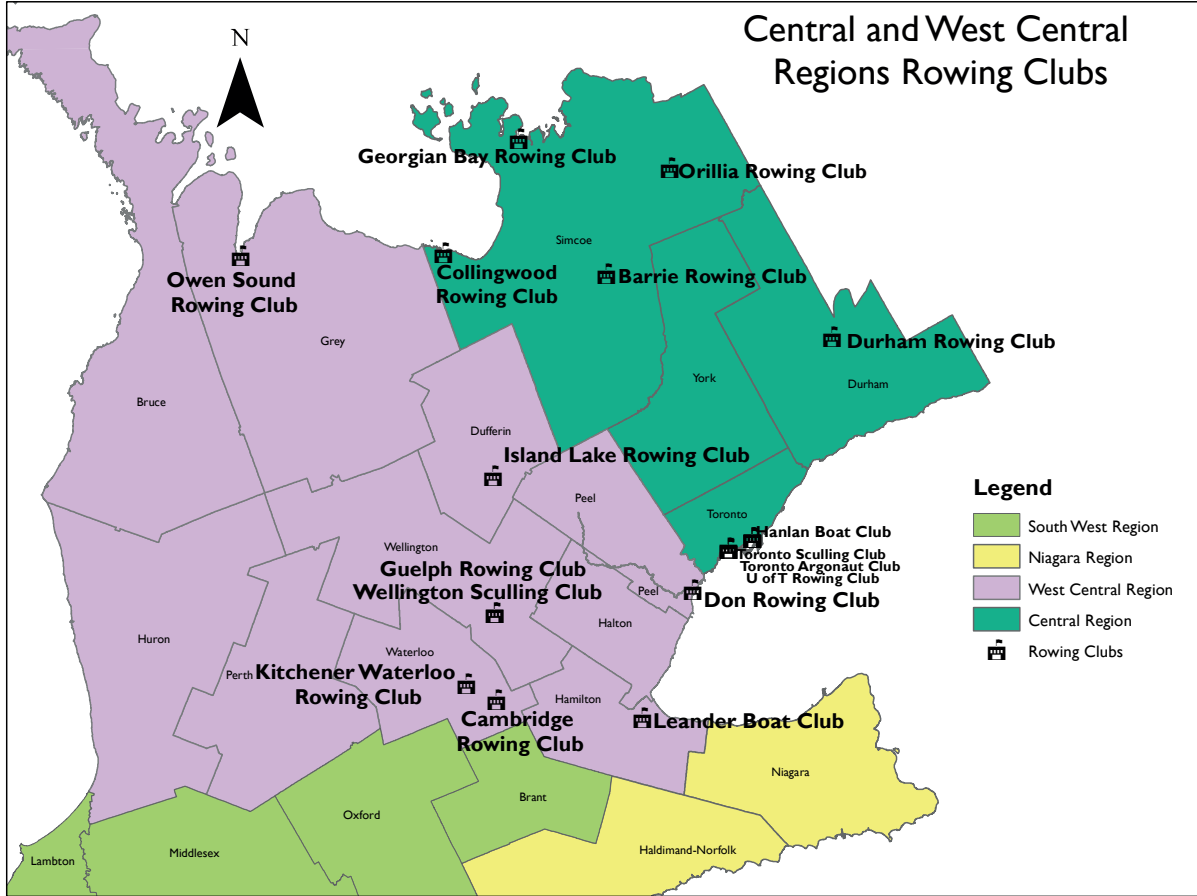 Central and West Central
Regions Rowing Clubs
N
Georgian Bay Rowing Club
Orillia Rowing Club
Simcoe
Collingwood
Rowing Club
Barrie Rowing Club
Owen Sound
Rowing Club
Grey
Durham Rowing Club
York
Durham
Bruce
Dufferin
Island Lake Rowing Club
Peel
Toronto
Hanlan Boat Club
Toronto Sculling Club
Toronto Argonaut Club
U of T Rowing Club
Don Rowing Club
Wellington
Guelph Rowing Club
Wellington Sculling Club
Peel
Halton
Huron
Waterloo
Perth
Kitchener Waterloo
Rowing Club
Cambridge
Rowing Club
Hamilton
Leander Boat Club
Niagara
Brant
Oxford
Middlesex
Lambton
Haldimand-Norfolk
Legend
South West Region
Niagara Region
West Central Region
Central Region
Rowing Clubs